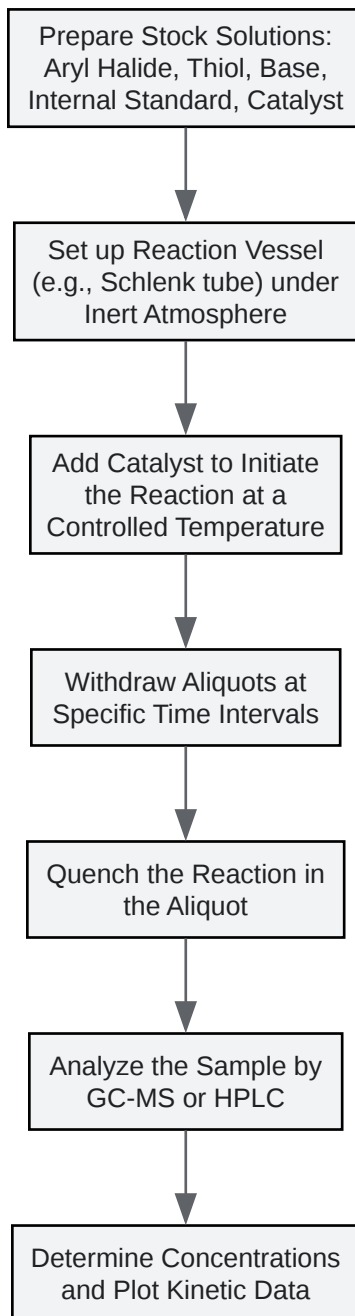 Prepare Stock Solutions:
Aryl Halide, Thiol, Base,
Internal Standard, Catalyst
Set up Reaction Vessel
(e.g., Schlenk tube) under
Inert Atmosphere
Add Catalyst to Initiate
the Reaction at a
Controlled Temperature
Withdraw Aliquots at
Specific Time Intervals
Quench the Reaction in
the Aliquot
Analyze the Sample by
GC-MS or HPLC
Determine Concentrations
and Plot Kinetic Data